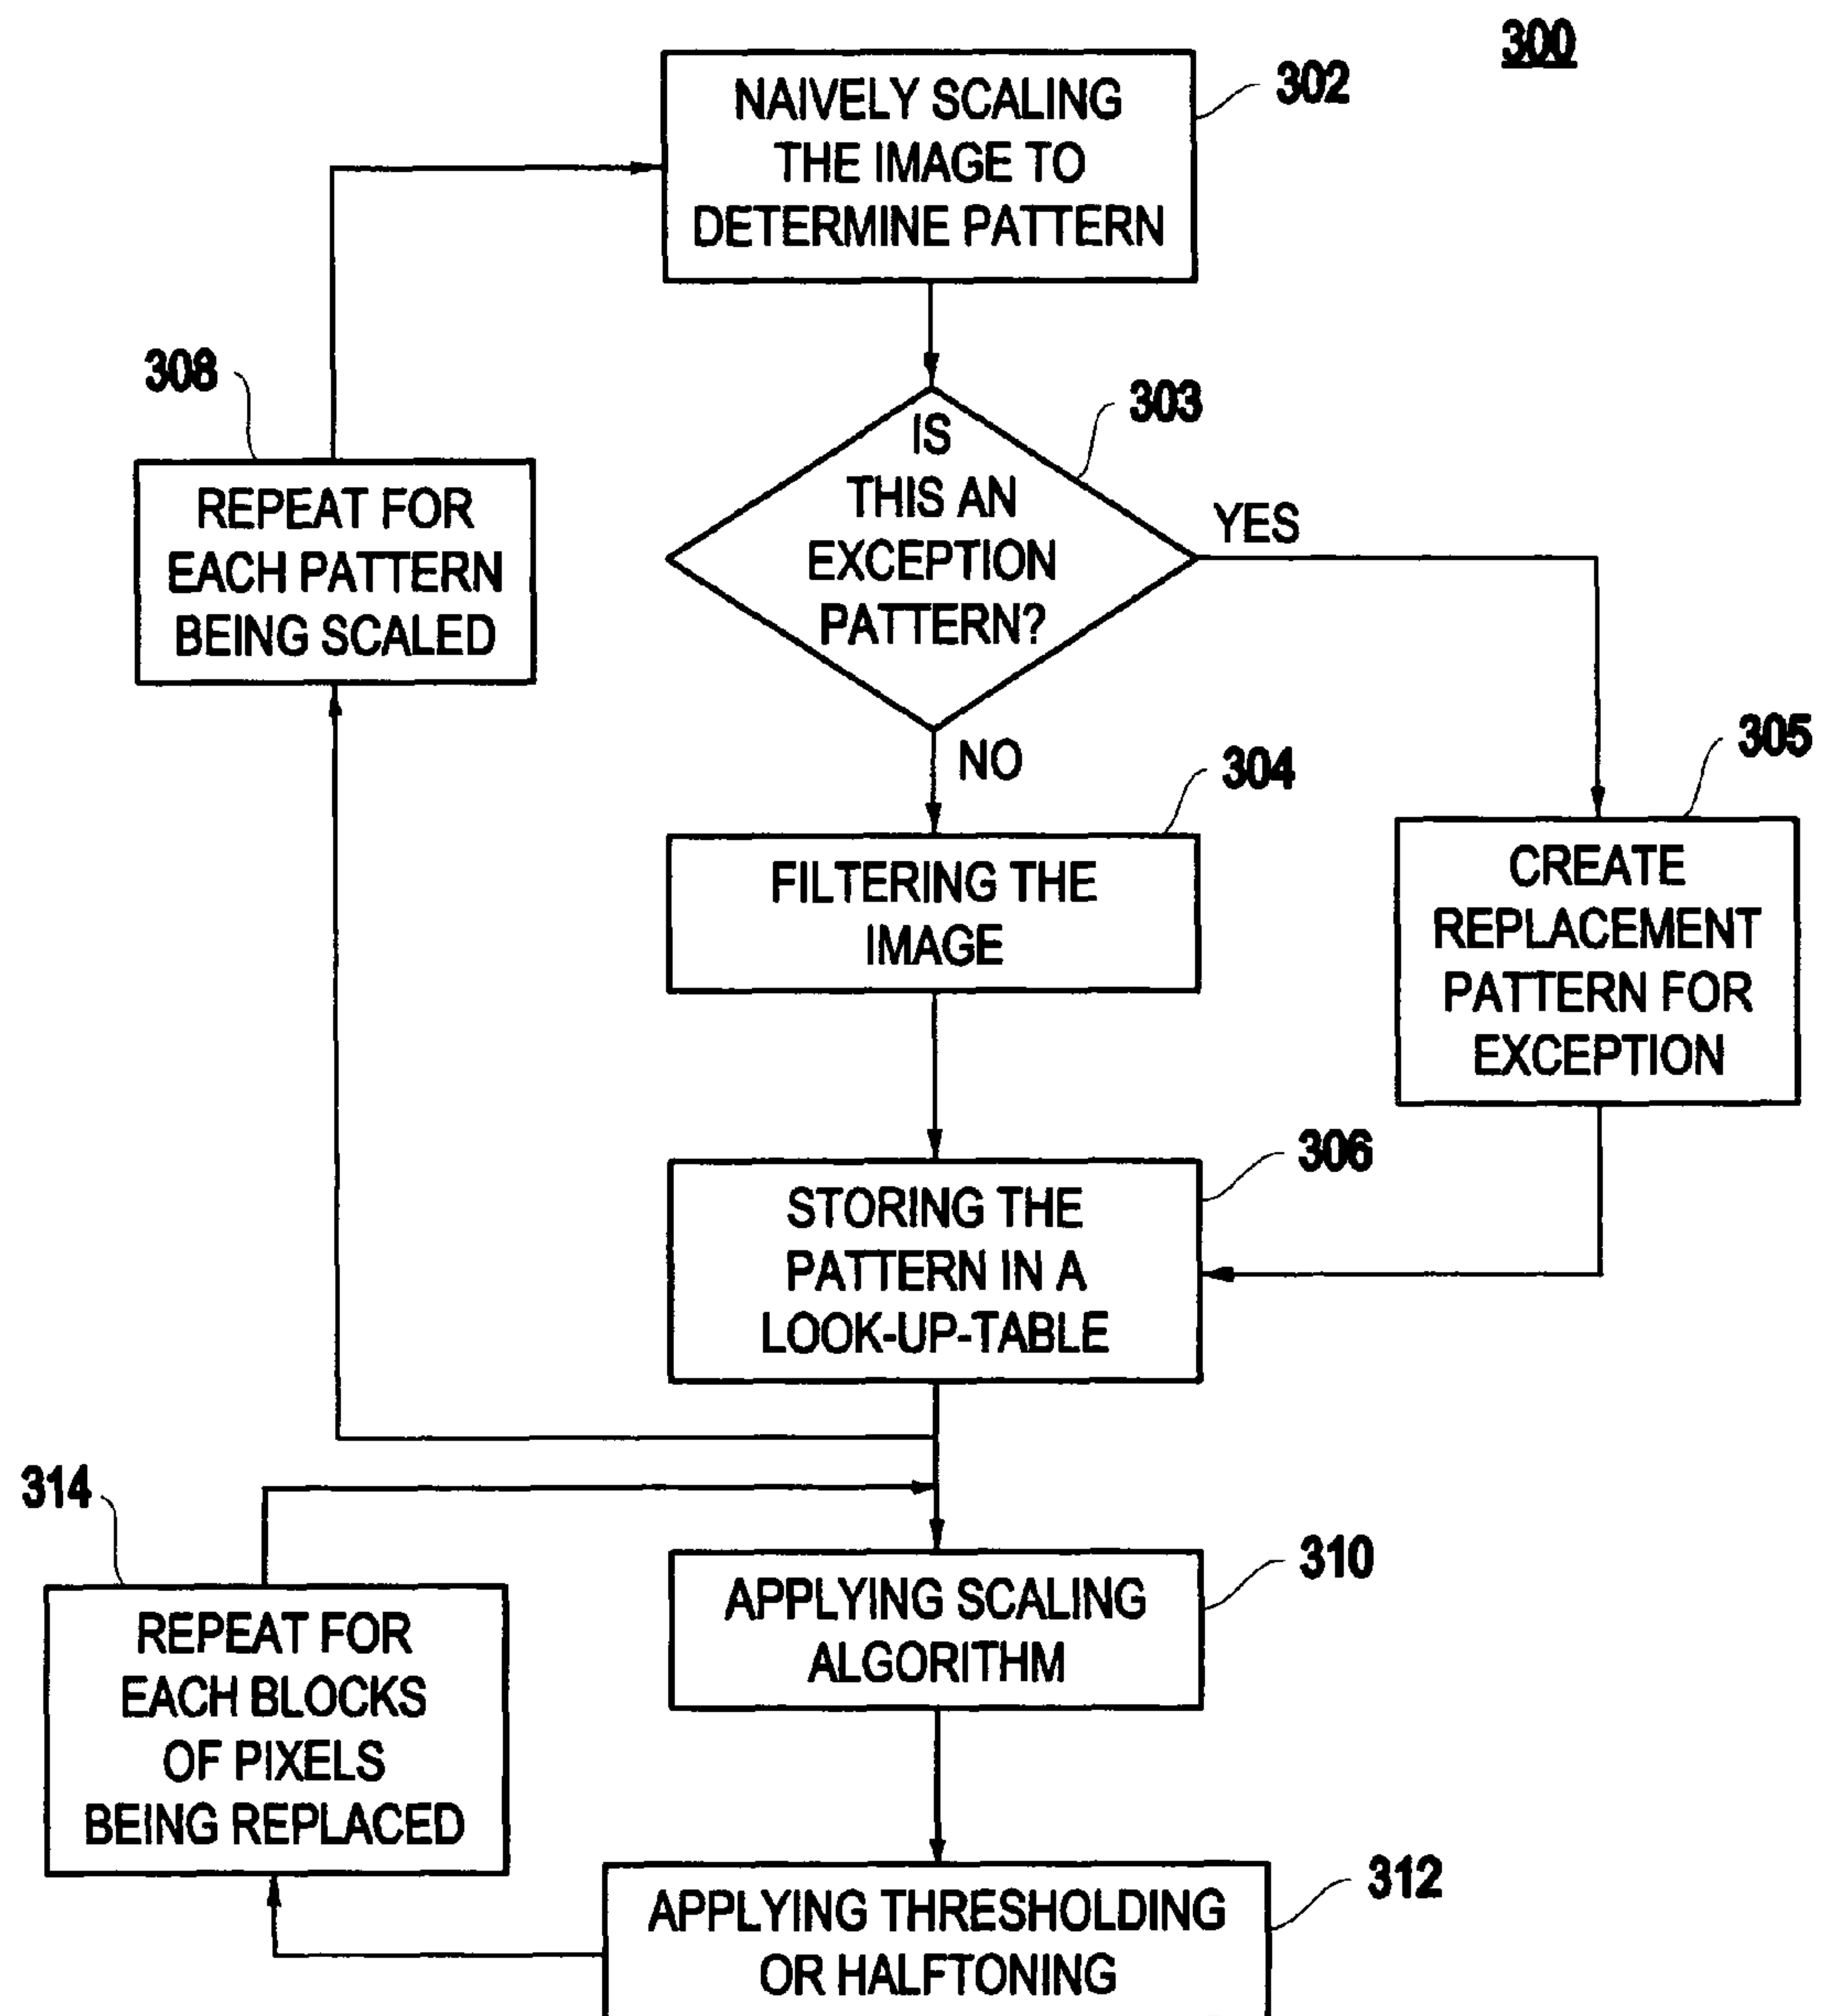 300
NAIVELY SCALING
THE IMAGE TO
DETERMINE PATTERN
302
308
REPEAT FOR
EACH PATTERN
BEING SCALED
303
IS
THIS AN
EXCEPTION
PATTERN?
YES
NO
304
FILTERING THE
IMAGE
305
CREATE
REPLACEMENT
PATTERN FOR
EXCEPTION
306
STORING THE
PATTERN IN A
LOOK-UP-TABLE
314
REPEAT FOR
EACH BLOCKS
OF PIXELS
BEING REPLACED
310
APPLYING SCALING
ALGORITHM
312
APPLYING THRESHOLDING
OR HALFTONING